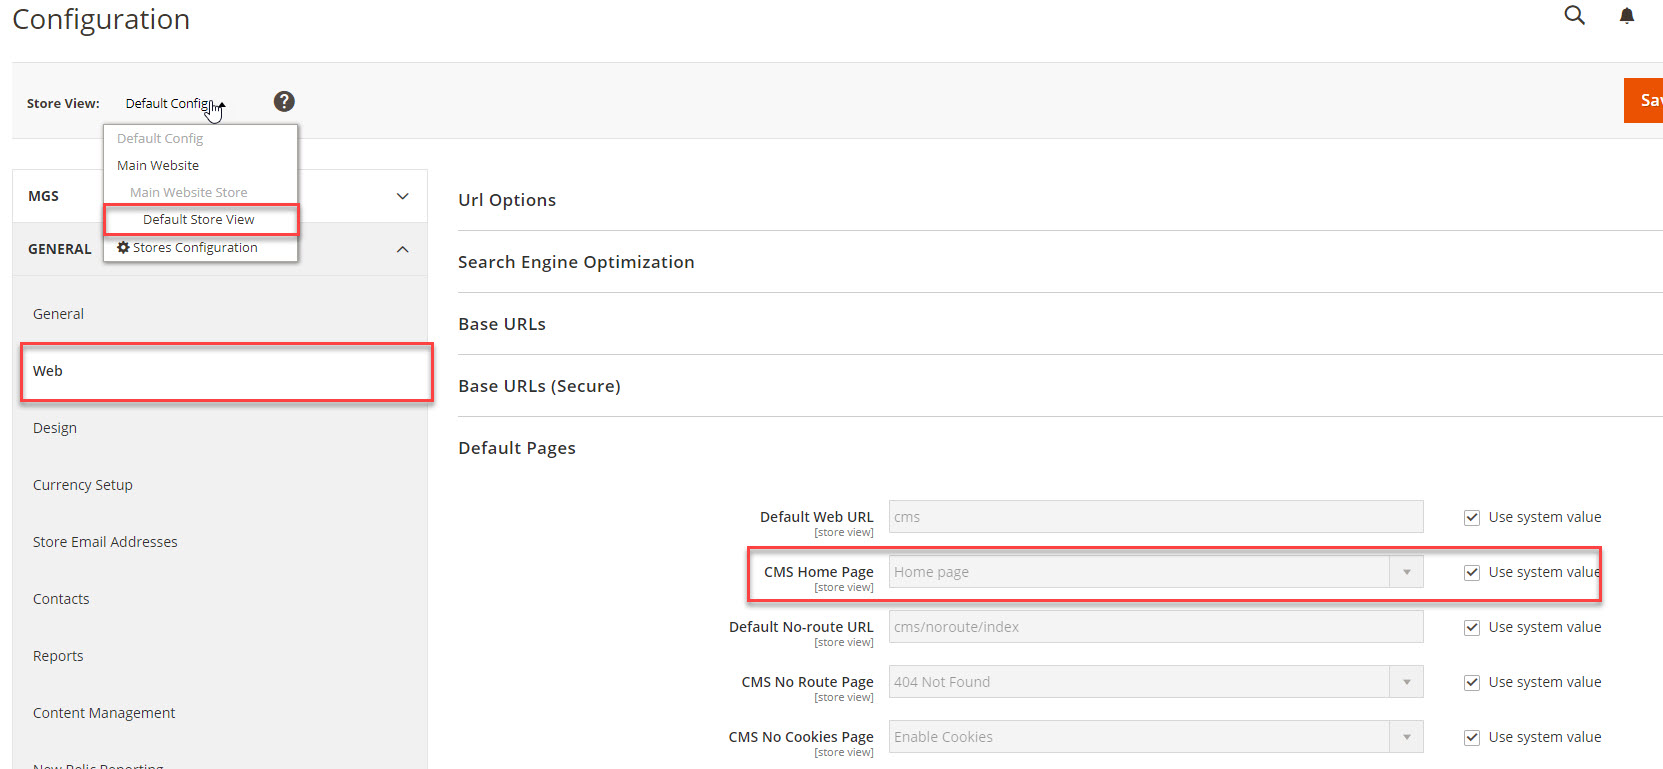 Configuration
Store View: Default Config ?
Sav
Default Config
Main Website
Main Website Store
Default Store View
Stores Configuration
MGS
GENERAL
General
Web
Design
Currency Setup
Store Email Addresses
Contacts
Reports
Content Management
New Relic Reporting
Url Options
Search Engine Optimization
Base URLs
Base URLs (Secure)
Default Pages
Default Web URL cms Use system value
[store view]
CMS Home Page Home page Use system value
[store view]
Default No-route URL cms/noroute/index Use system value
[store view]
CMS No Route Page 404 Not Found Use system value
[store view]
CMS No Cookies Page Enable Cookies Use system value
[store view]